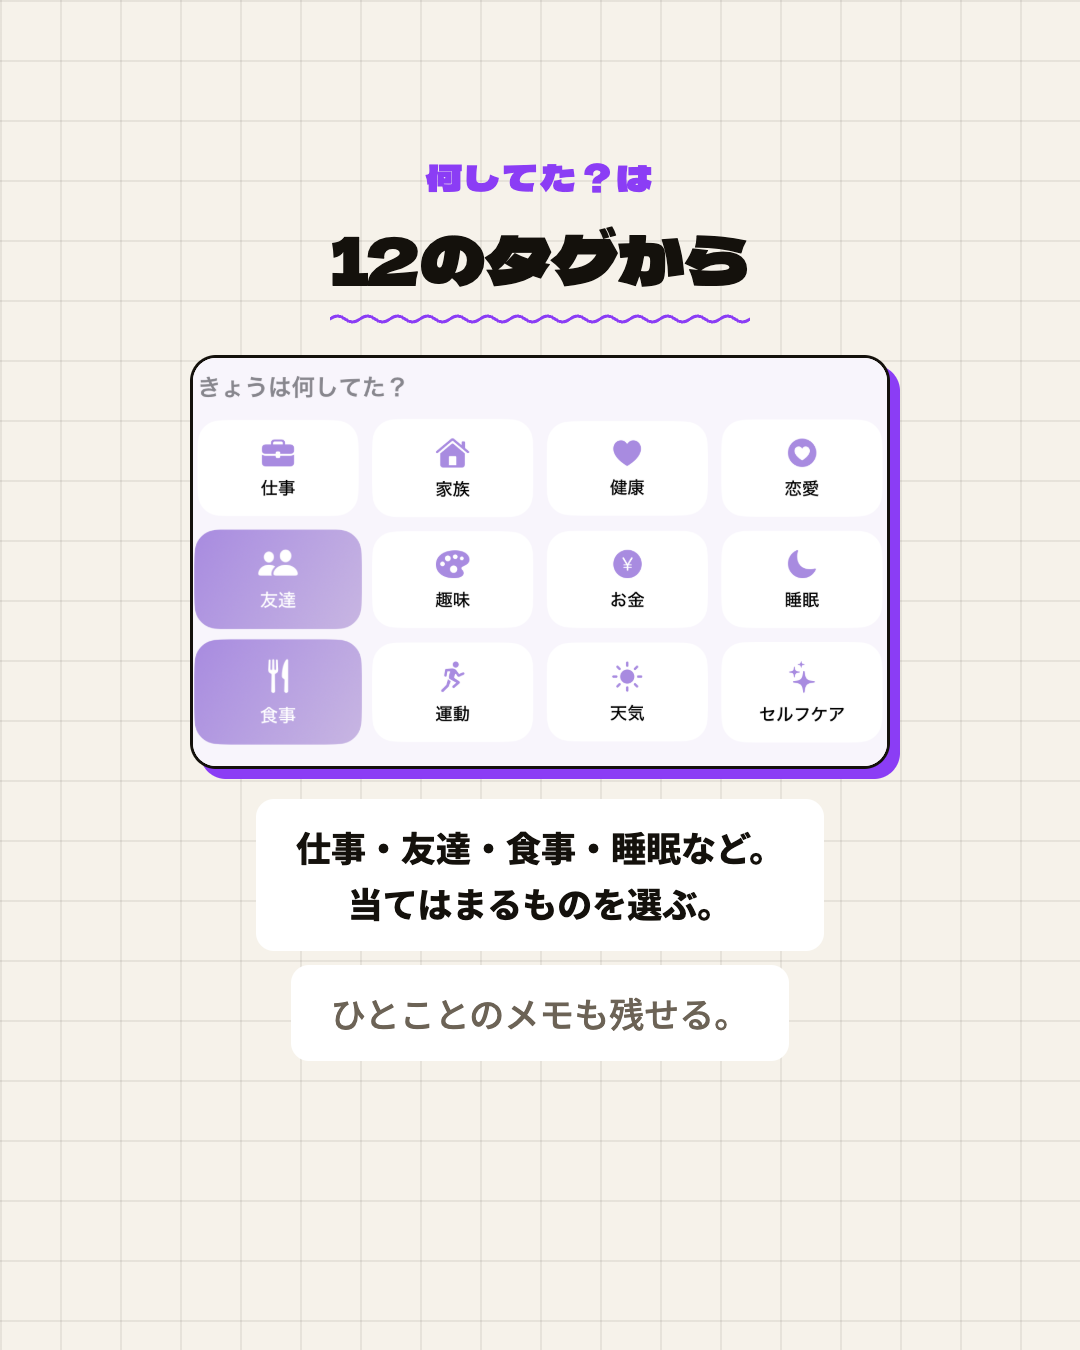 何してた？は
12のタグから
きょうは何してた？
仕事
家族
健康
恋愛
友達
趣味
¥
お金
睡眠
食事
運動
天気
セルフケア
仕事・友達・食事・睡眠など。
当てはまるものを選ぶ。
ひとことのメモも残せる。